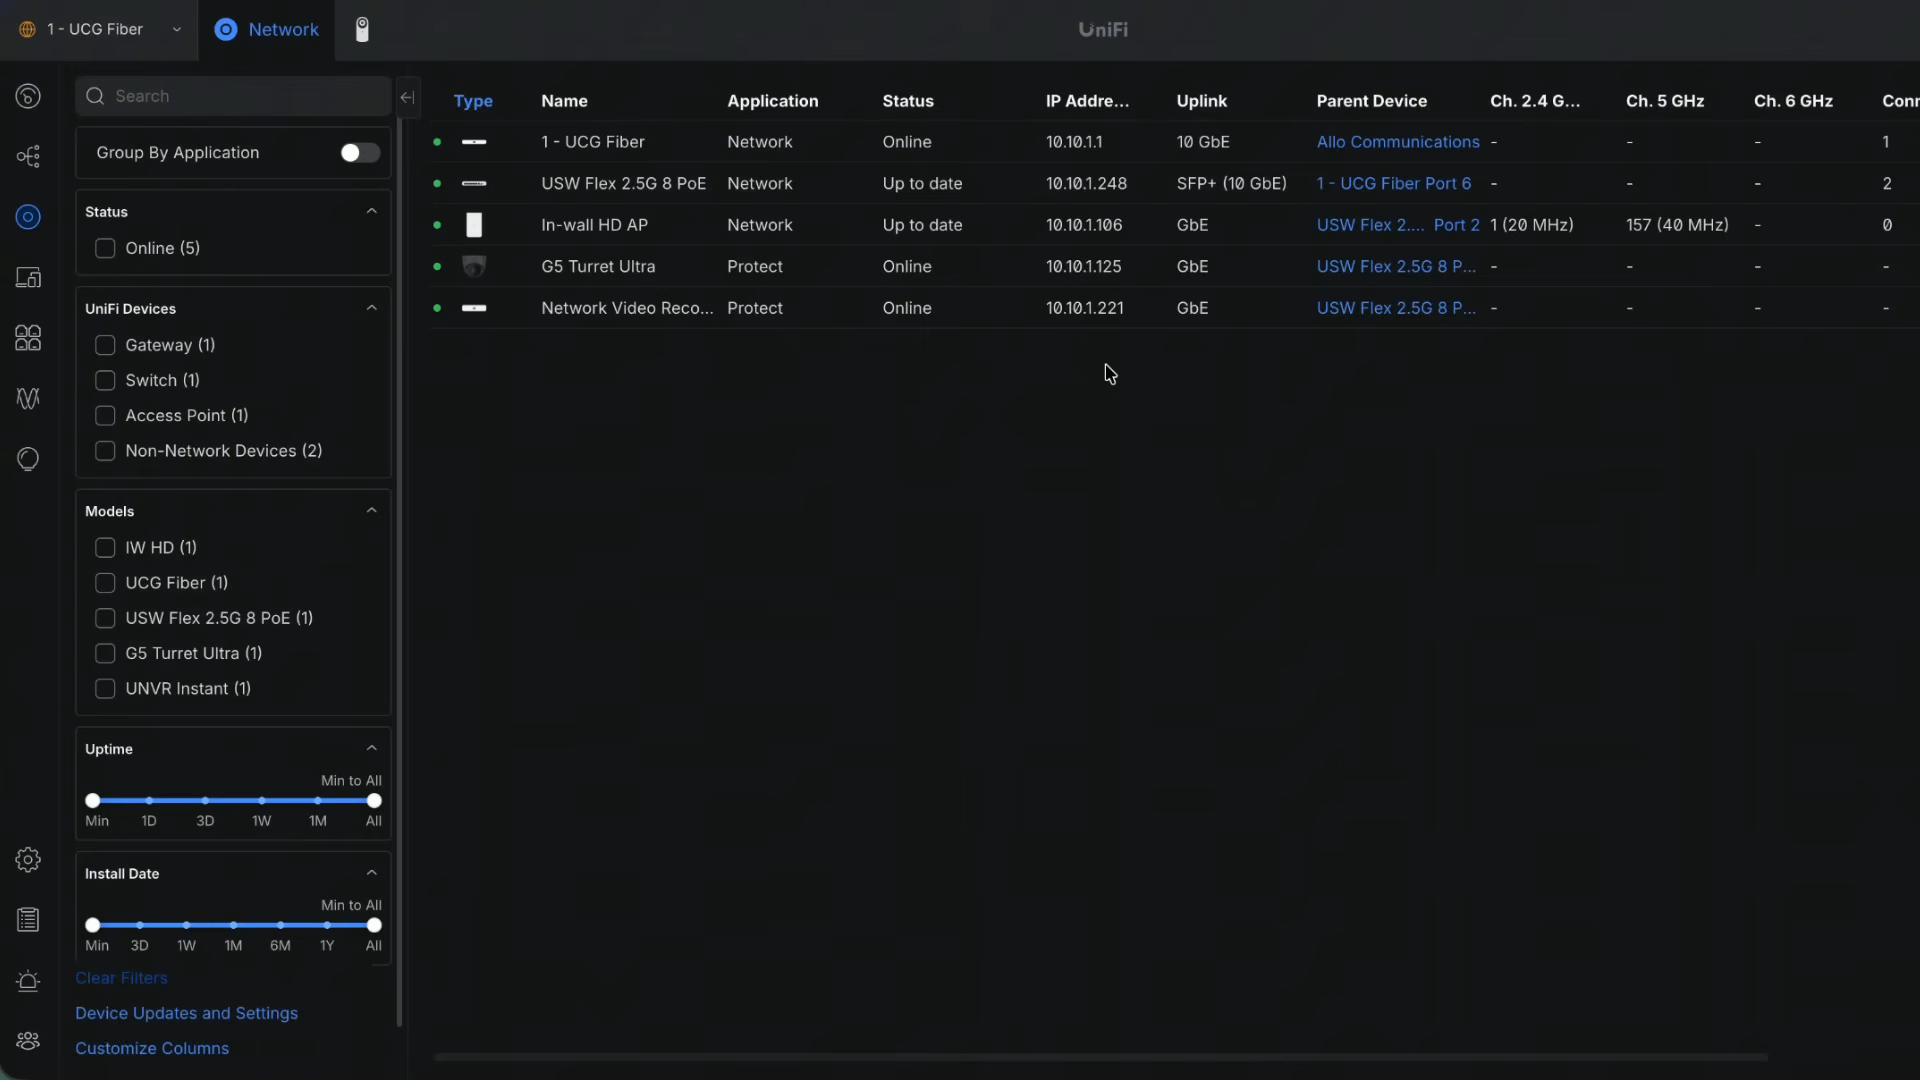 1 - UCG Fiber
Network
UniFi
Search
Group By Application
Status
Online (5)
UniFi Devices
Gateway (1)
Switch (1)
Access Point (1)
Non-Network Devices (2)
Models
IW HD (1)
UCG Fiber (1)
USW Flex 2.5G 8 PoE (1)
G5 Turret Ultra (1)
UNVR Instant (1)
Uptime
Min to All
Min 1D 3D 1W 1M All
Install Date
Min to All
Min 3D 1W 1M 6M 1Y All
Clear Filters
Device Updates and Settings
Customize Columns
Type Name Application Status IP Addre... Uplink Parent Device Ch. 2.4 G... Ch. 5 GHz Ch. 6 GHz Conn
1 - UCG Fiber Network Online 10.10.1.1 10 GbE Allo Communications - - - 1
USW Flex 2.5G 8 PoE Network Up to date 10.10.1.248 SFP+ (10 GbE) 1 - UCG Fiber Port 6 - - - 2
In-wall HD AP Network Up to date 10.10.1.106 GbE USW Flex 2.... Port 2 1 (20 MHz) 157 (40 MHz) - 0
G5 Turret Ultra Protect Online 10.10.1.125 GbE USW Flex 2.5G 8 P... - - - -
Network Video Reco... Protect Online 10.10.1.221 GbE USW Flex 2.5G 8 P... - - - -